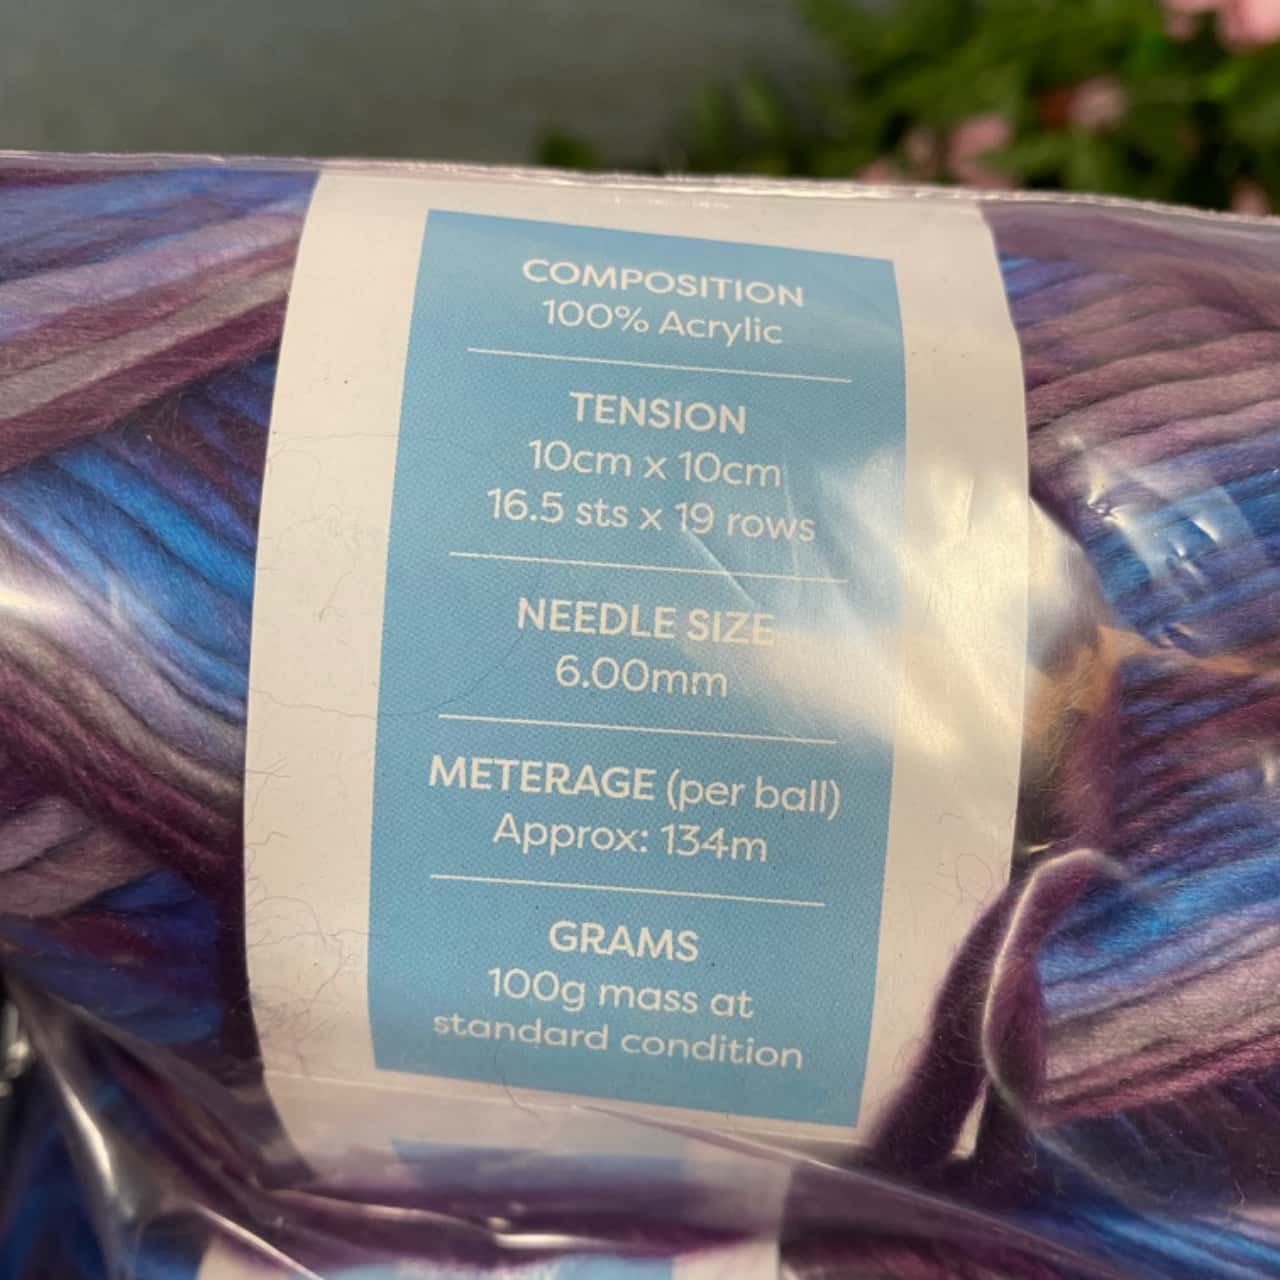 COMPOSITION
100% Acrylic
TENSION
10cm x 10cm
16.5 sts x 19 rows
NEEDLE SIZE
6.00mm
METERAGE (per ball)
Approx: 134m
GRAMS
100g mass at
standard condition